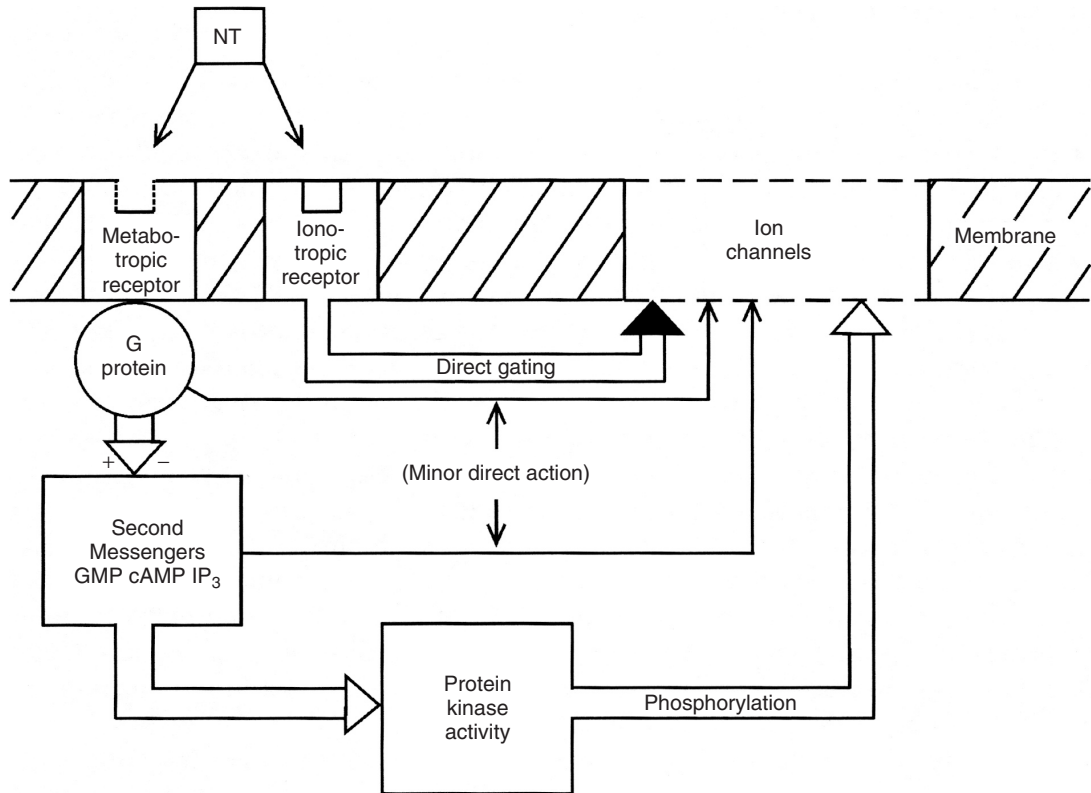 NT
Metabo-
tropic
receptor
Iono-
tropic
receptor
Ion
channels
Membrane
G
protein
Direct gating
+ −
(Minor direct action)
Second
Messengers
GMP cAMP IP₃
Protein
kinase
activity
Phosphorylation